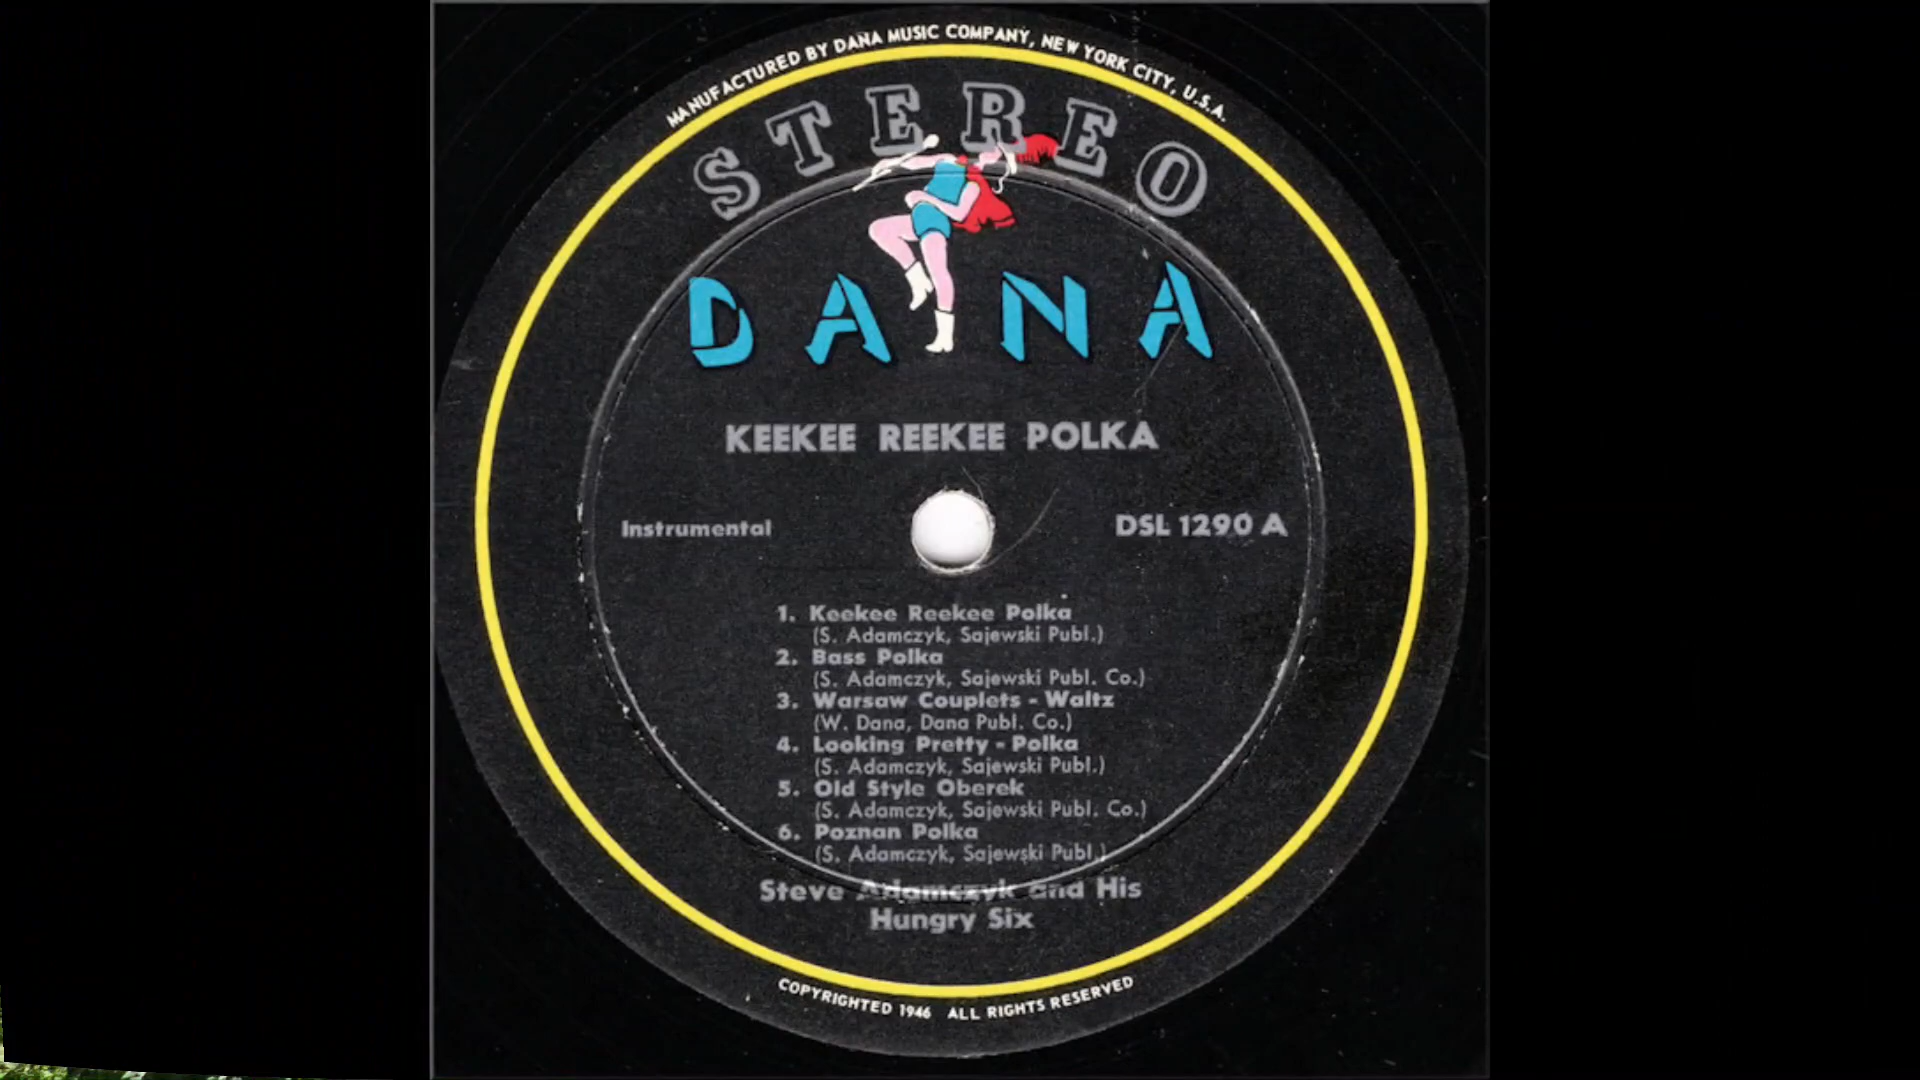 MANUFACTURED BY DANA MUSIC COMPANY, NEW YORK CITY, U.S.A.
STEREO
DANA
KEEKEE REEKEE POLKA
Instrumental
DSL 1290 A
1. Keekee Reekee Polka
(S. Adamczyk, Sajewski Publ.)
2. Bass Polka
(S. Adamczyk, Sajewski Publ. Co.)
3. Warsaw Couplets - Waltz
(W. Dana, Dana Publ. Co.)
4. Looking Pretty - Polka
(S. Adamczyk, Sajewski Publ.)
5. Old Style Oberek
(S. Adamczyk, Sajewski Publ. Co.)
6. Poznan Polka
(S. Adamczyk, Sajewski Publ.)
Steve Adamczyk and His
Hungry Six
COPYRIGHTED 1946 ALL RIGHTS RESERVED